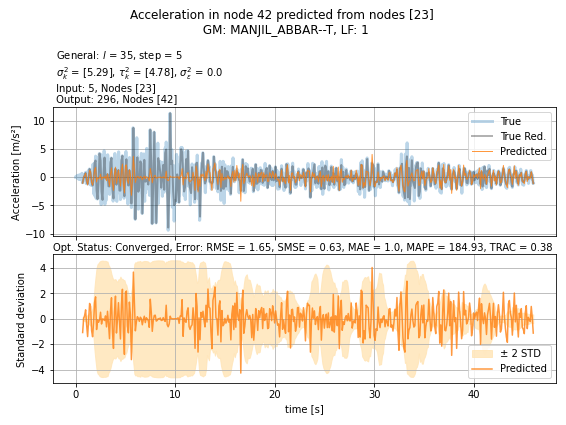 Acceleration in node 42 predicted from nodes [23]
GM: MANJIL_ABBAR--T, LF: 1
General: l = 35, step = 5
σ²ₖ = [5.29], τ²ₖ = [4.78], σ²ε = 0.0
Input: 5, Nodes [23]
Output: 296, Nodes [42]
Acceleration [m/s²]
10
5
0
−5
−10
True
True Red.
Predicted
Opt. Status: Converged, Error: RMSE = 1.65, SMSE = 0.63, MAE = 1.0, MAPE = 184.93, TRAC = 0.38
Standard deviation
4
2
0
−2
−4
± 2 STD
Predicted
0 10 20 30 40
time [s]